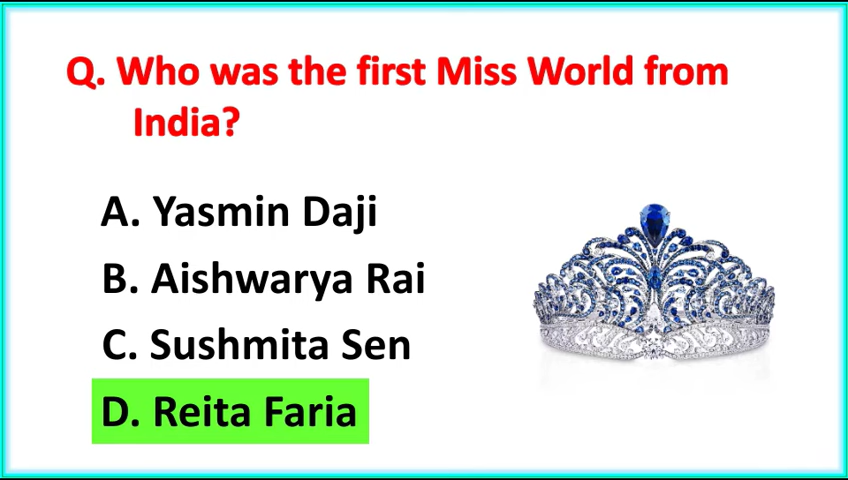 Q. Who was the first Miss World from
India?
A. Yasmin Daji
B. Aishwarya Rai
C. Sushmita Sen
D. Reita Faria